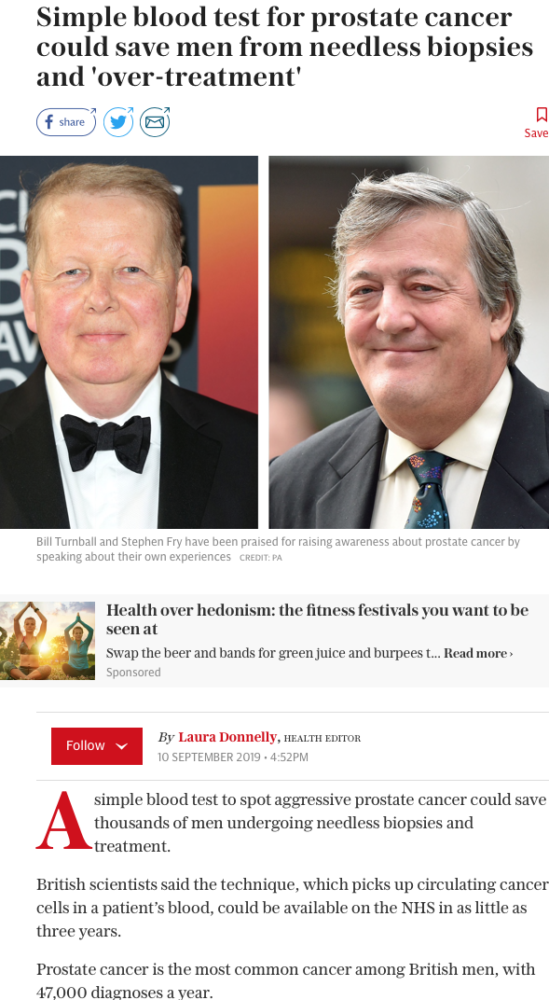 Simple blood test for prostate cancer
could save men from needless biopsies
and 'over-treatment'
share
Save
Bill Turnball and Stephen Fry have been praised for raising awareness about prostate cancer by
speaking about their own experiences CREDIT: PA
Health over hedonism: the fitness festivals you want to be
seen at
Swap the beer and bands for green juice and burpees t... Read more ›
Sponsored
Follow
By Laura Donnelly, HEALTH EDITOR
10 SEPTEMBER 2019 • 4:52PM
A simple blood test to spot aggressive prostate cancer could save
thousands of men undergoing needless biopsies and
treatment.
British scientists said the technique, which picks up circulating cancer
cells in a patient’s blood, could be available on the NHS in as little as
three years.
Prostate cancer is the most common cancer among British men, with
47,000 diagnoses a year.